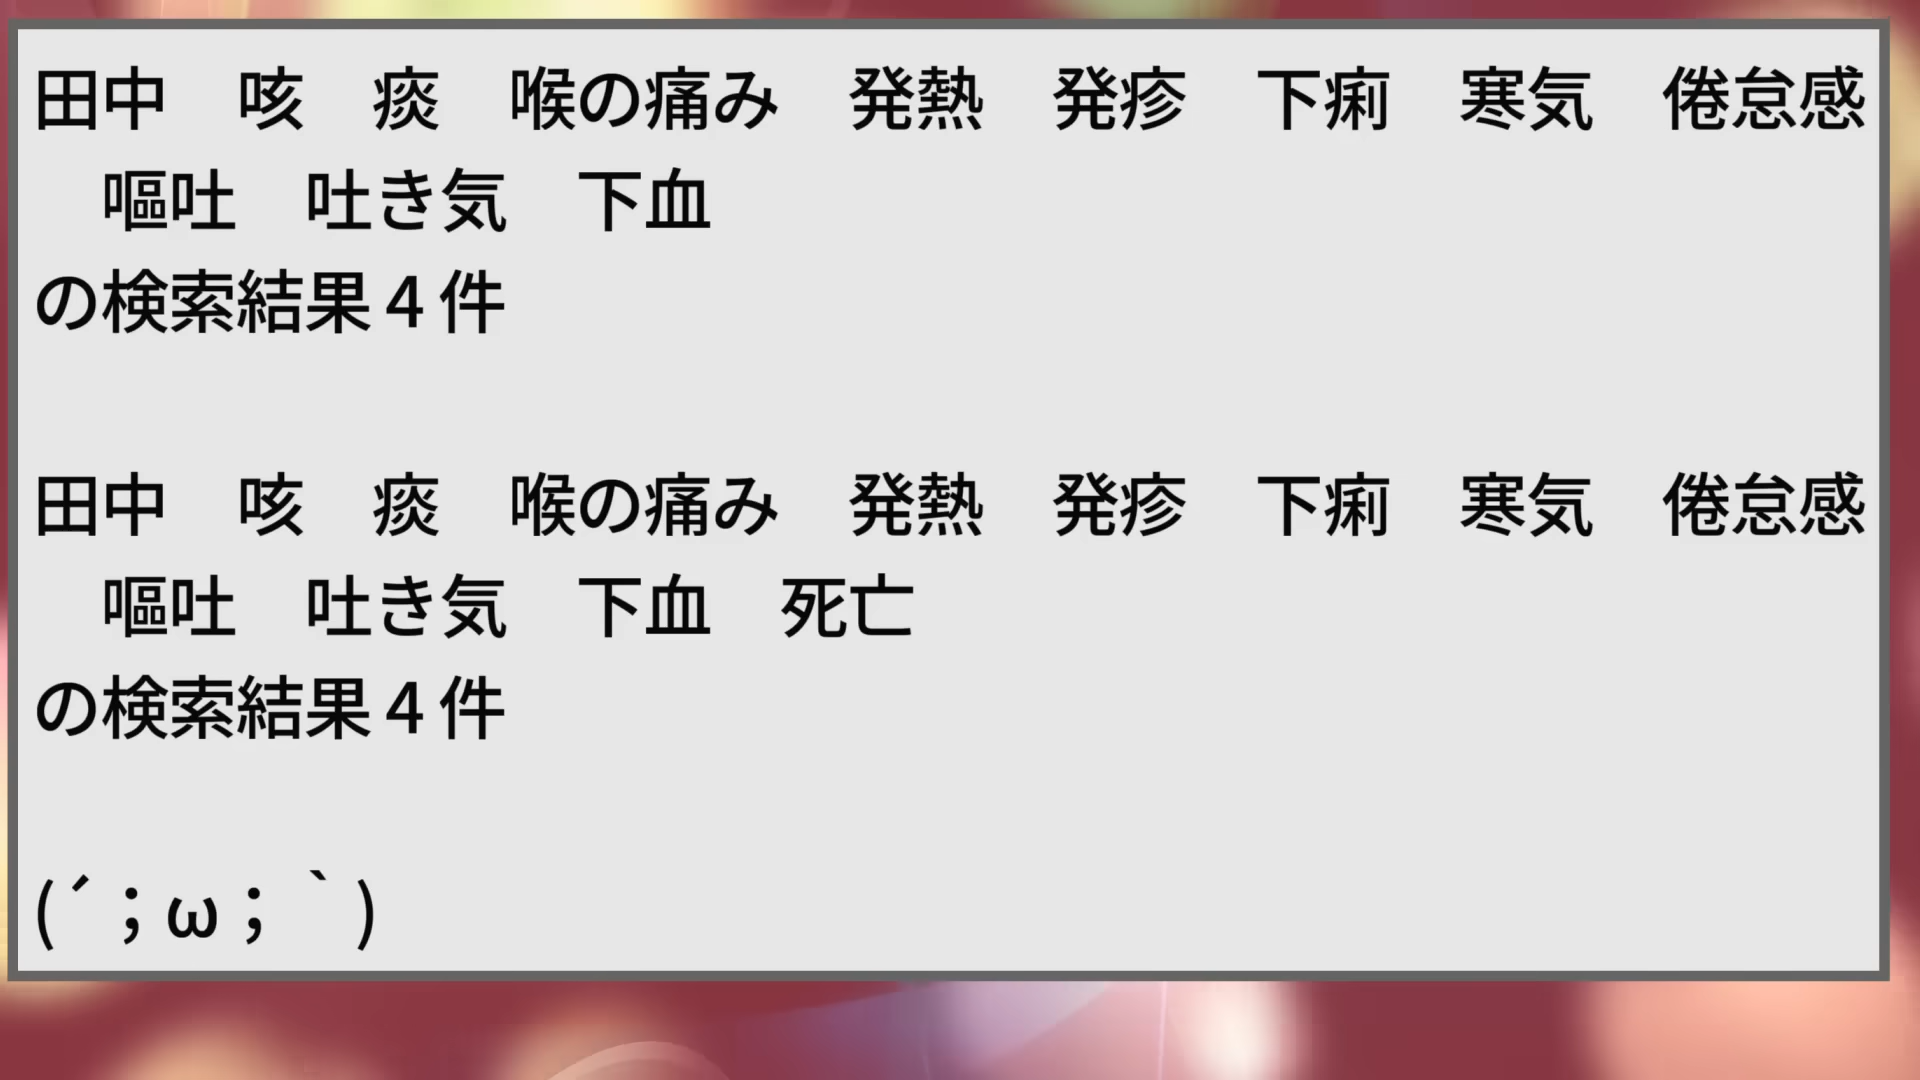 田中　咳　痰　喉の痛み　発熱　発疹　下痢　寒気　倦怠感
　嘔吐　吐き気　下血
の検索結果４件
田中　咳　痰　喉の痛み　発熱　発疹　下痢　寒気　倦怠感
　嘔吐　吐き気　下血　死亡
の検索結果４件
(´；ω；｀)